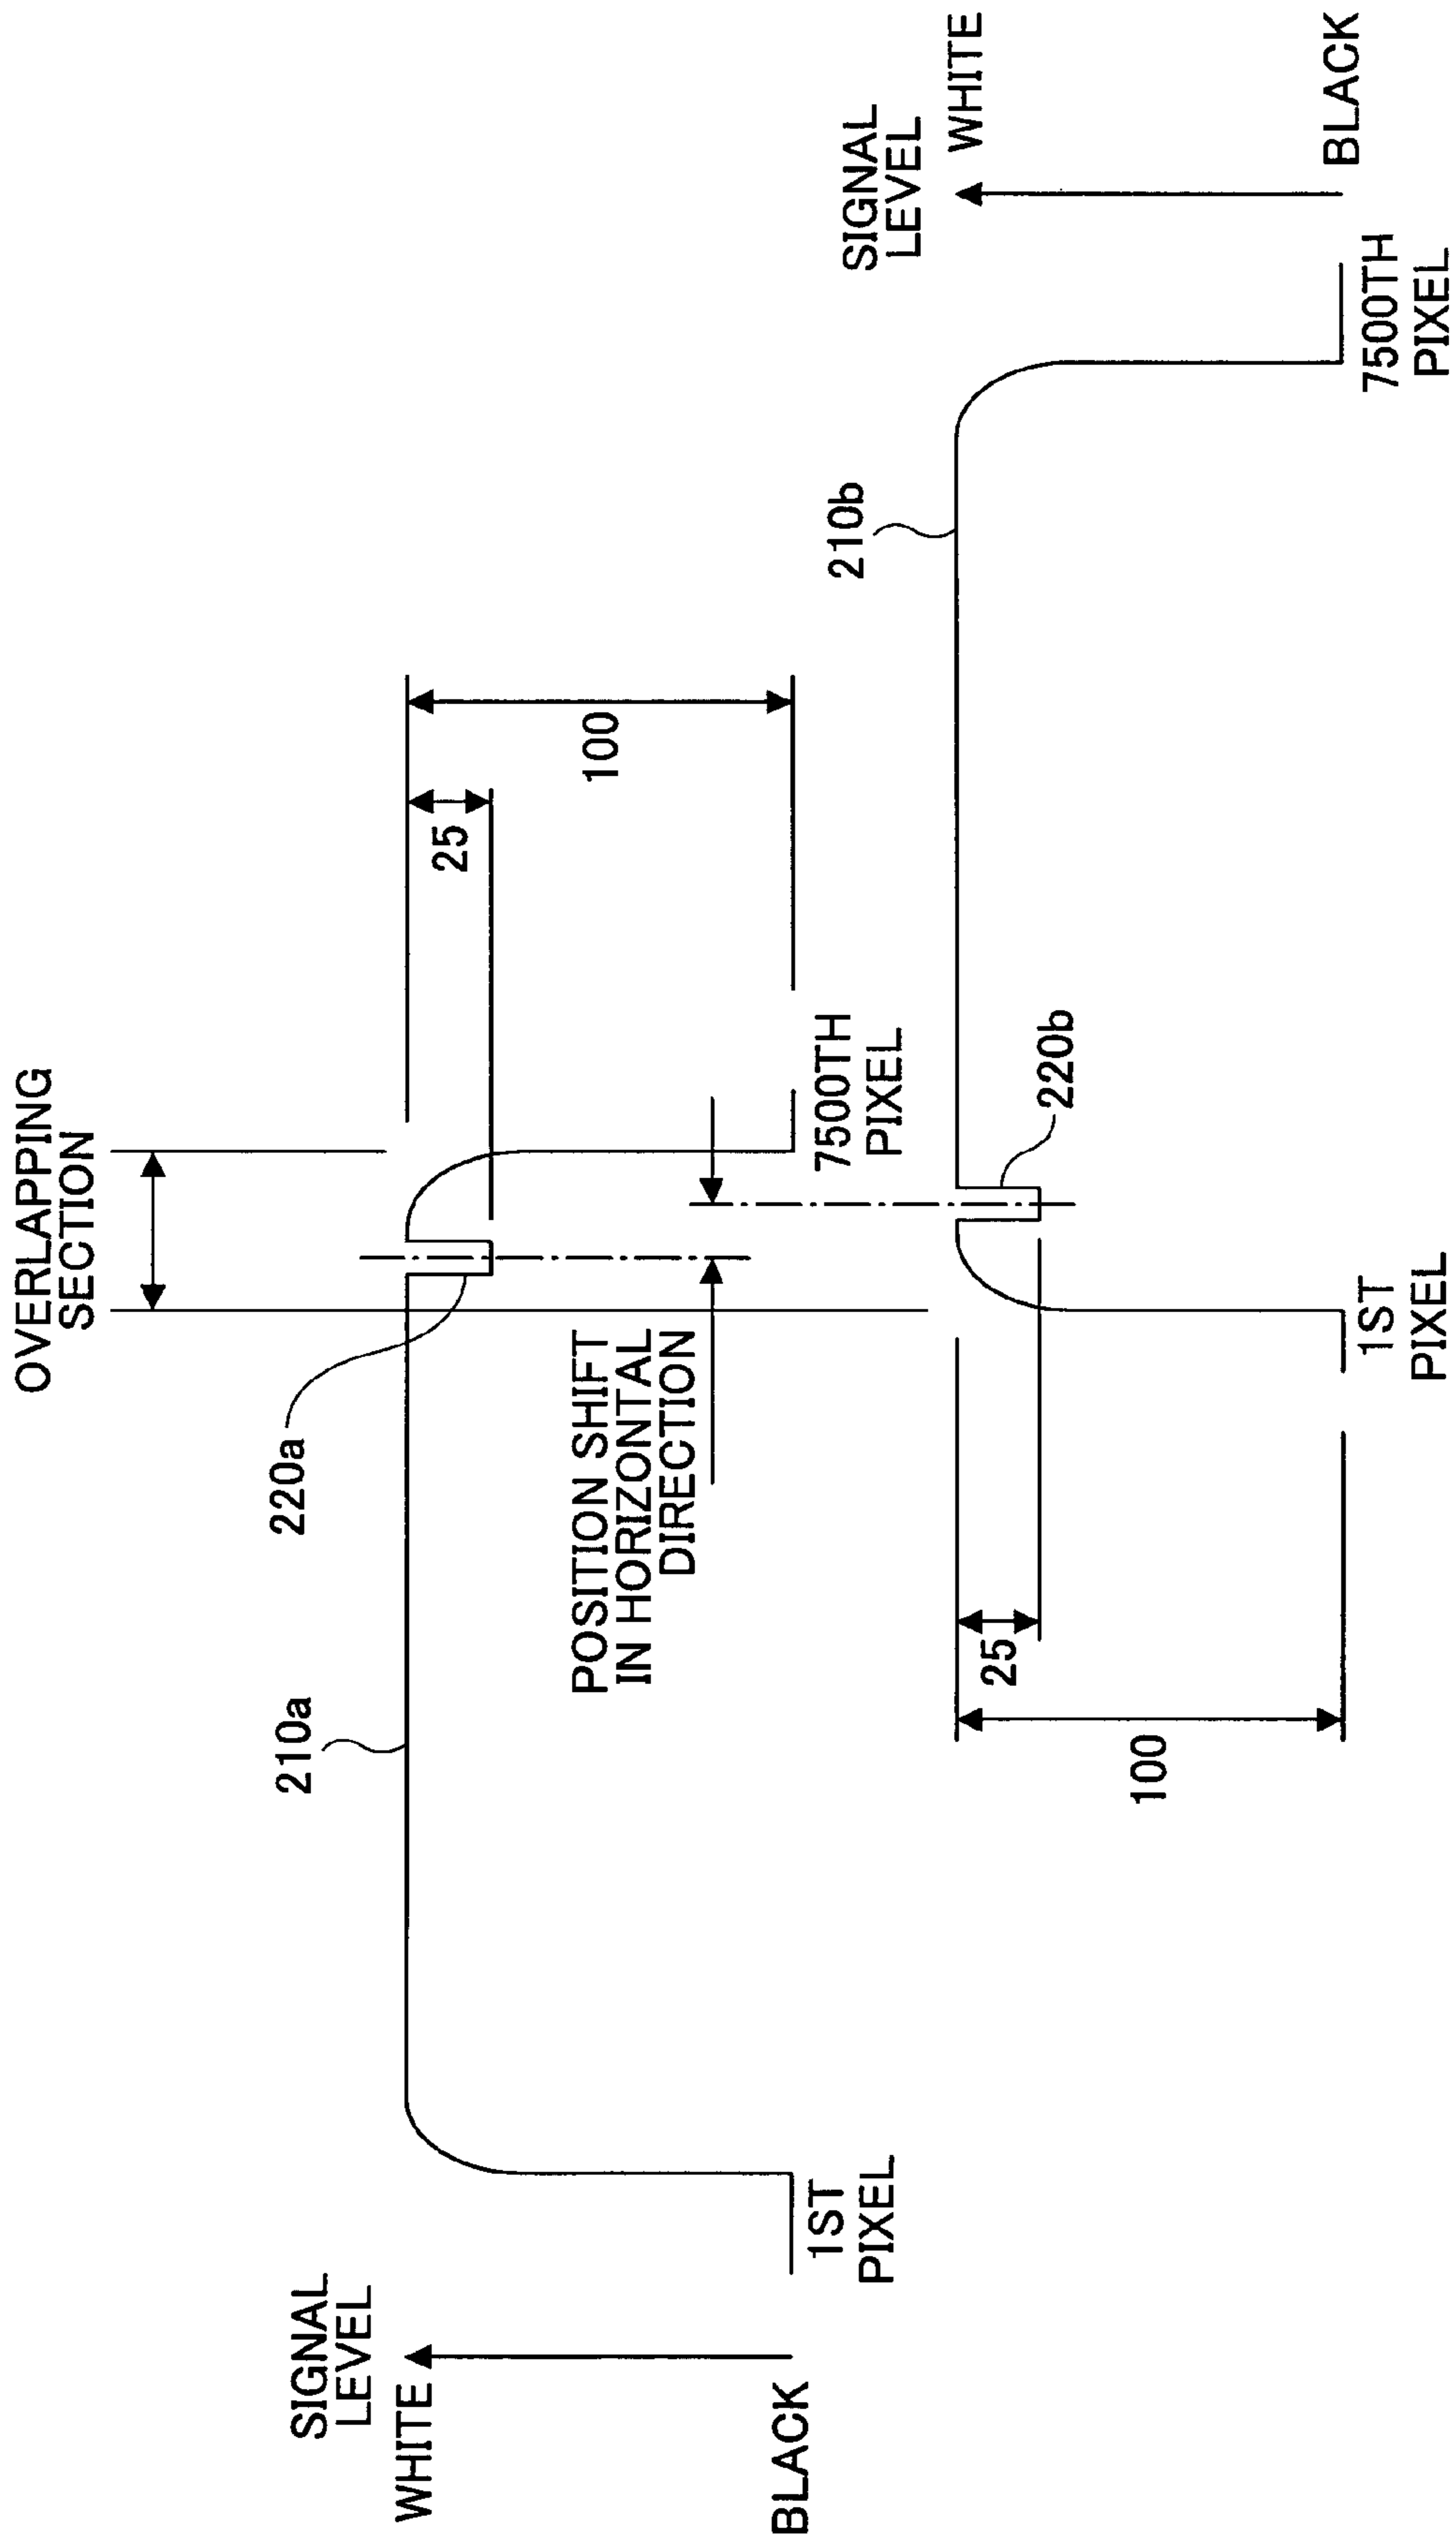 OVERLAPPING
SECTION
SIGNAL
LEVEL
WHITE
BLACK
210a
220a
25
100
1ST
PIXEL
7500TH
PIXEL
POSITION SHIFT
IN HORIZONTAL
DIRECTION
210b
SIGNAL
LEVEL
WHITE
BLACK
220b
25
100
1ST
PIXEL
7500TH
PIXEL